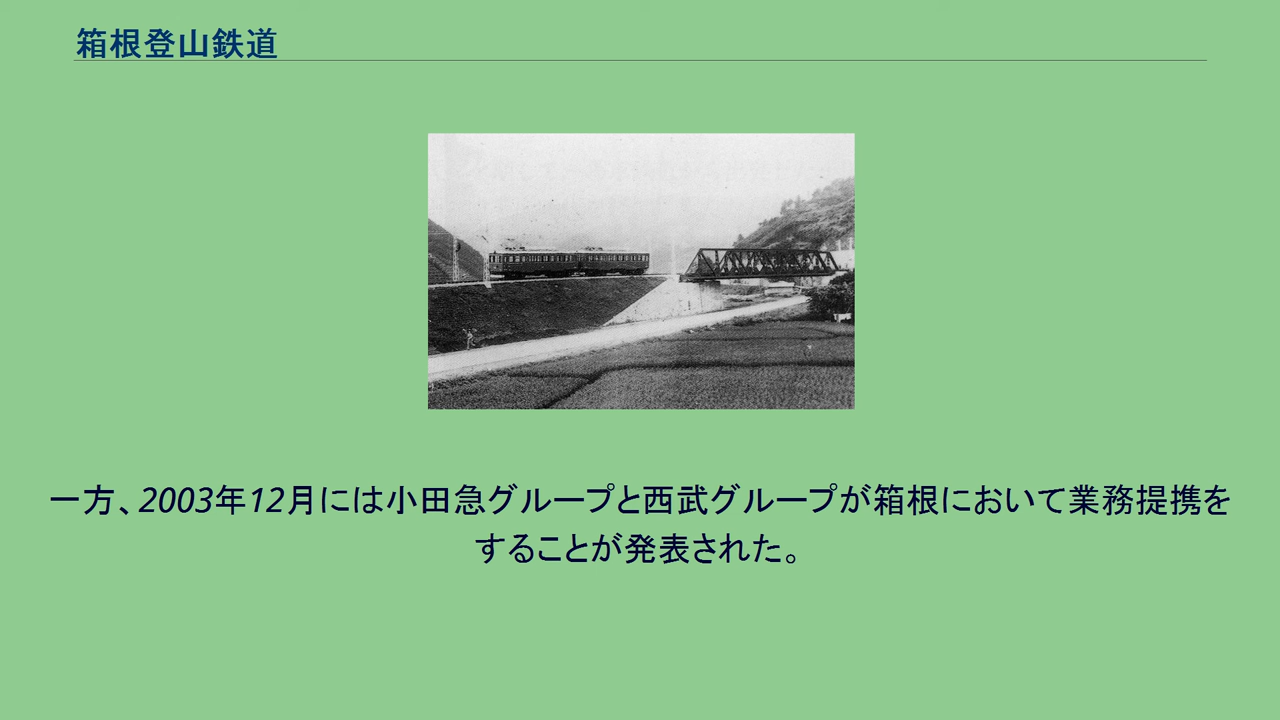 箱根登山鉄道
一方、2003年12月には小田急グループと西武グループが箱根において業務提携を
することが発表された。